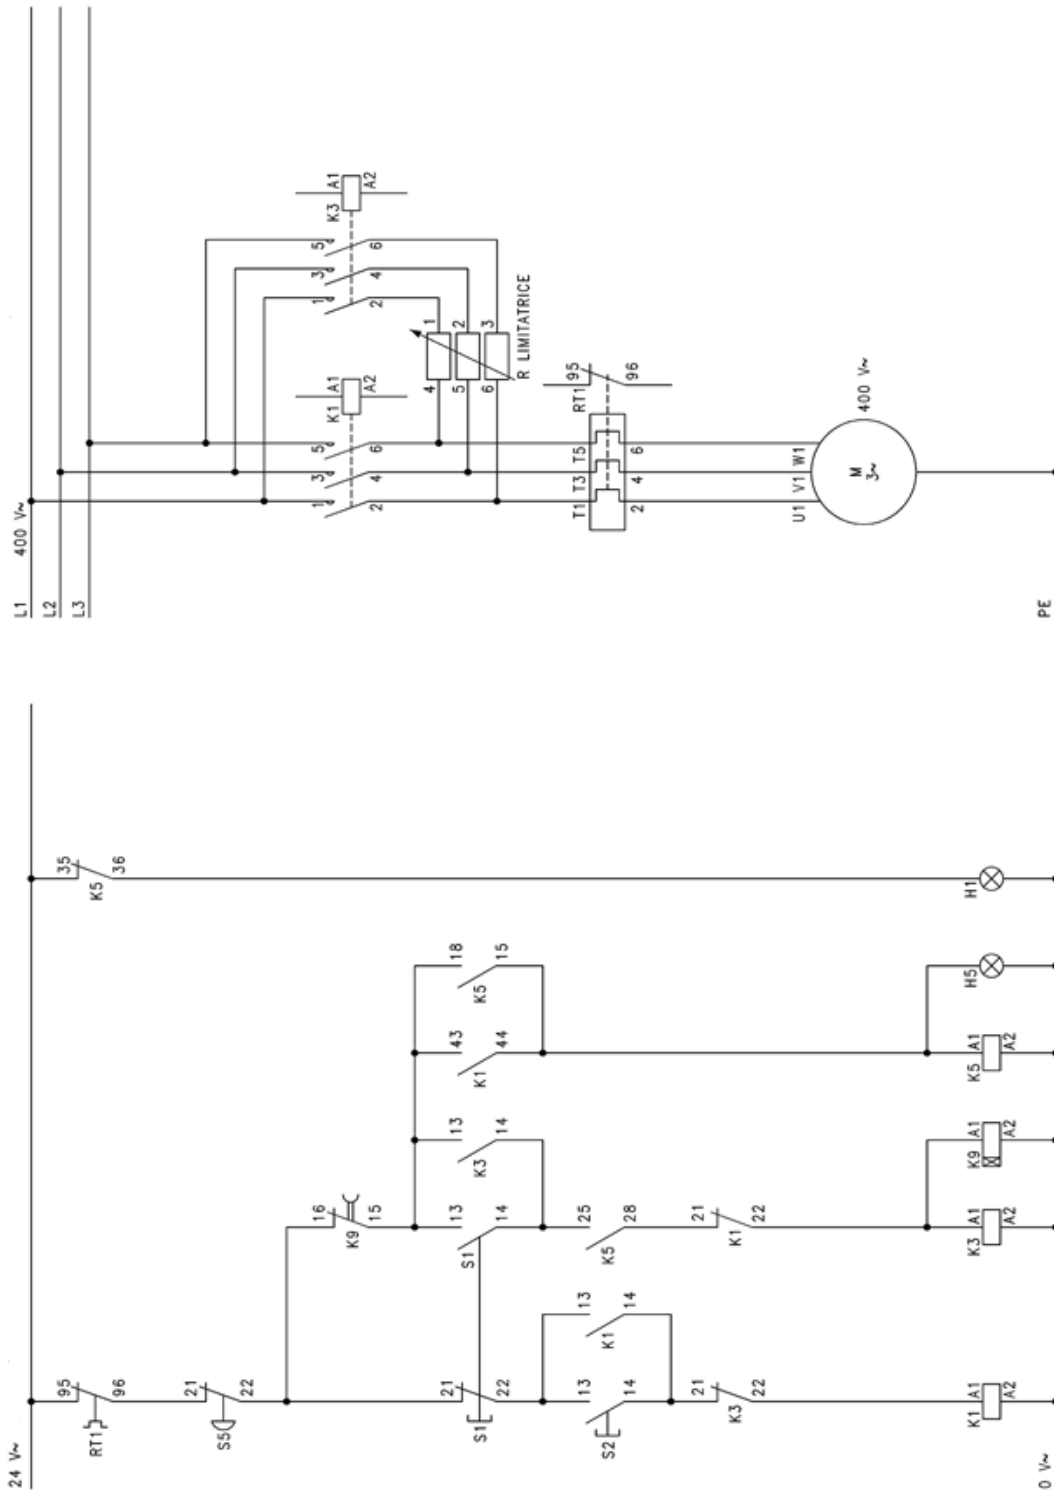 24 V~
RT1
95
96
S5
21
22
S1
21
22
S2
13
14
K1
13
14
K3
21
22
K1
A1
A2
0 V~
K9
16
15
S1
13
14
K3
13
14
K5
25
28
K1
21
22
K3
A1
A2
K9
A1
A2
K1
43
44
K5
18
15
K5
A1
A2
H5
K5
35
36
H1
L1
400 V~
L2
L3
1
3
5
K1
A1
A2
2
4
6
1
3
5
K3
A1
A2
2
4
6
4
1
5
2
6
3
R LIMITATRICE
T1
T3
T5
RT1
95
96
2
4
6
U1
V1
W1
M
3~
400 V~
PE